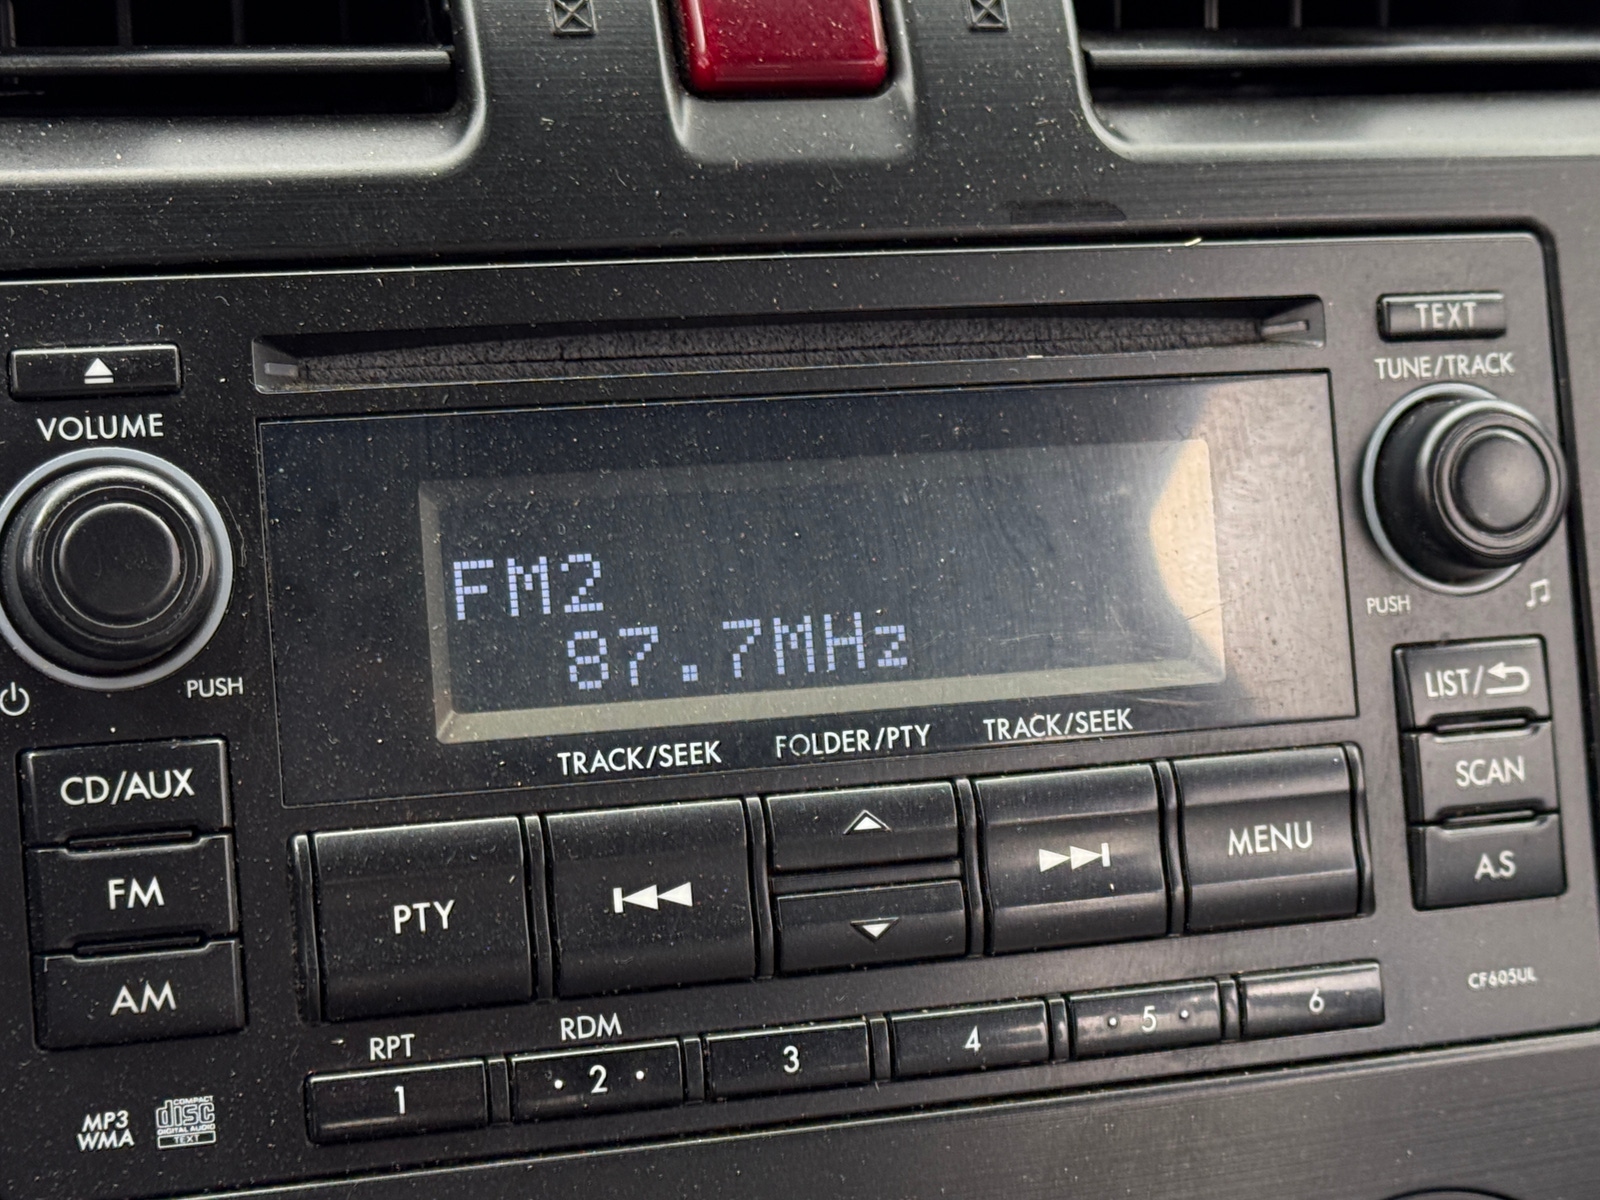 TEXT
TUNE/TRACK
VOLUME
FM2
87.7MHz
PUSH
PUSH
LIST/
TRACK/SEEK
FOLDER/PTY
TRACK/SEEK
CD/AUX
SCAN
FM
PTY
MENU
A.S
AM
CF605UL
RPT
RDM
1
2
3
4
5
6
MP3
WMA
COMPACT
disc
DIGITAL AUDIO
TEXT